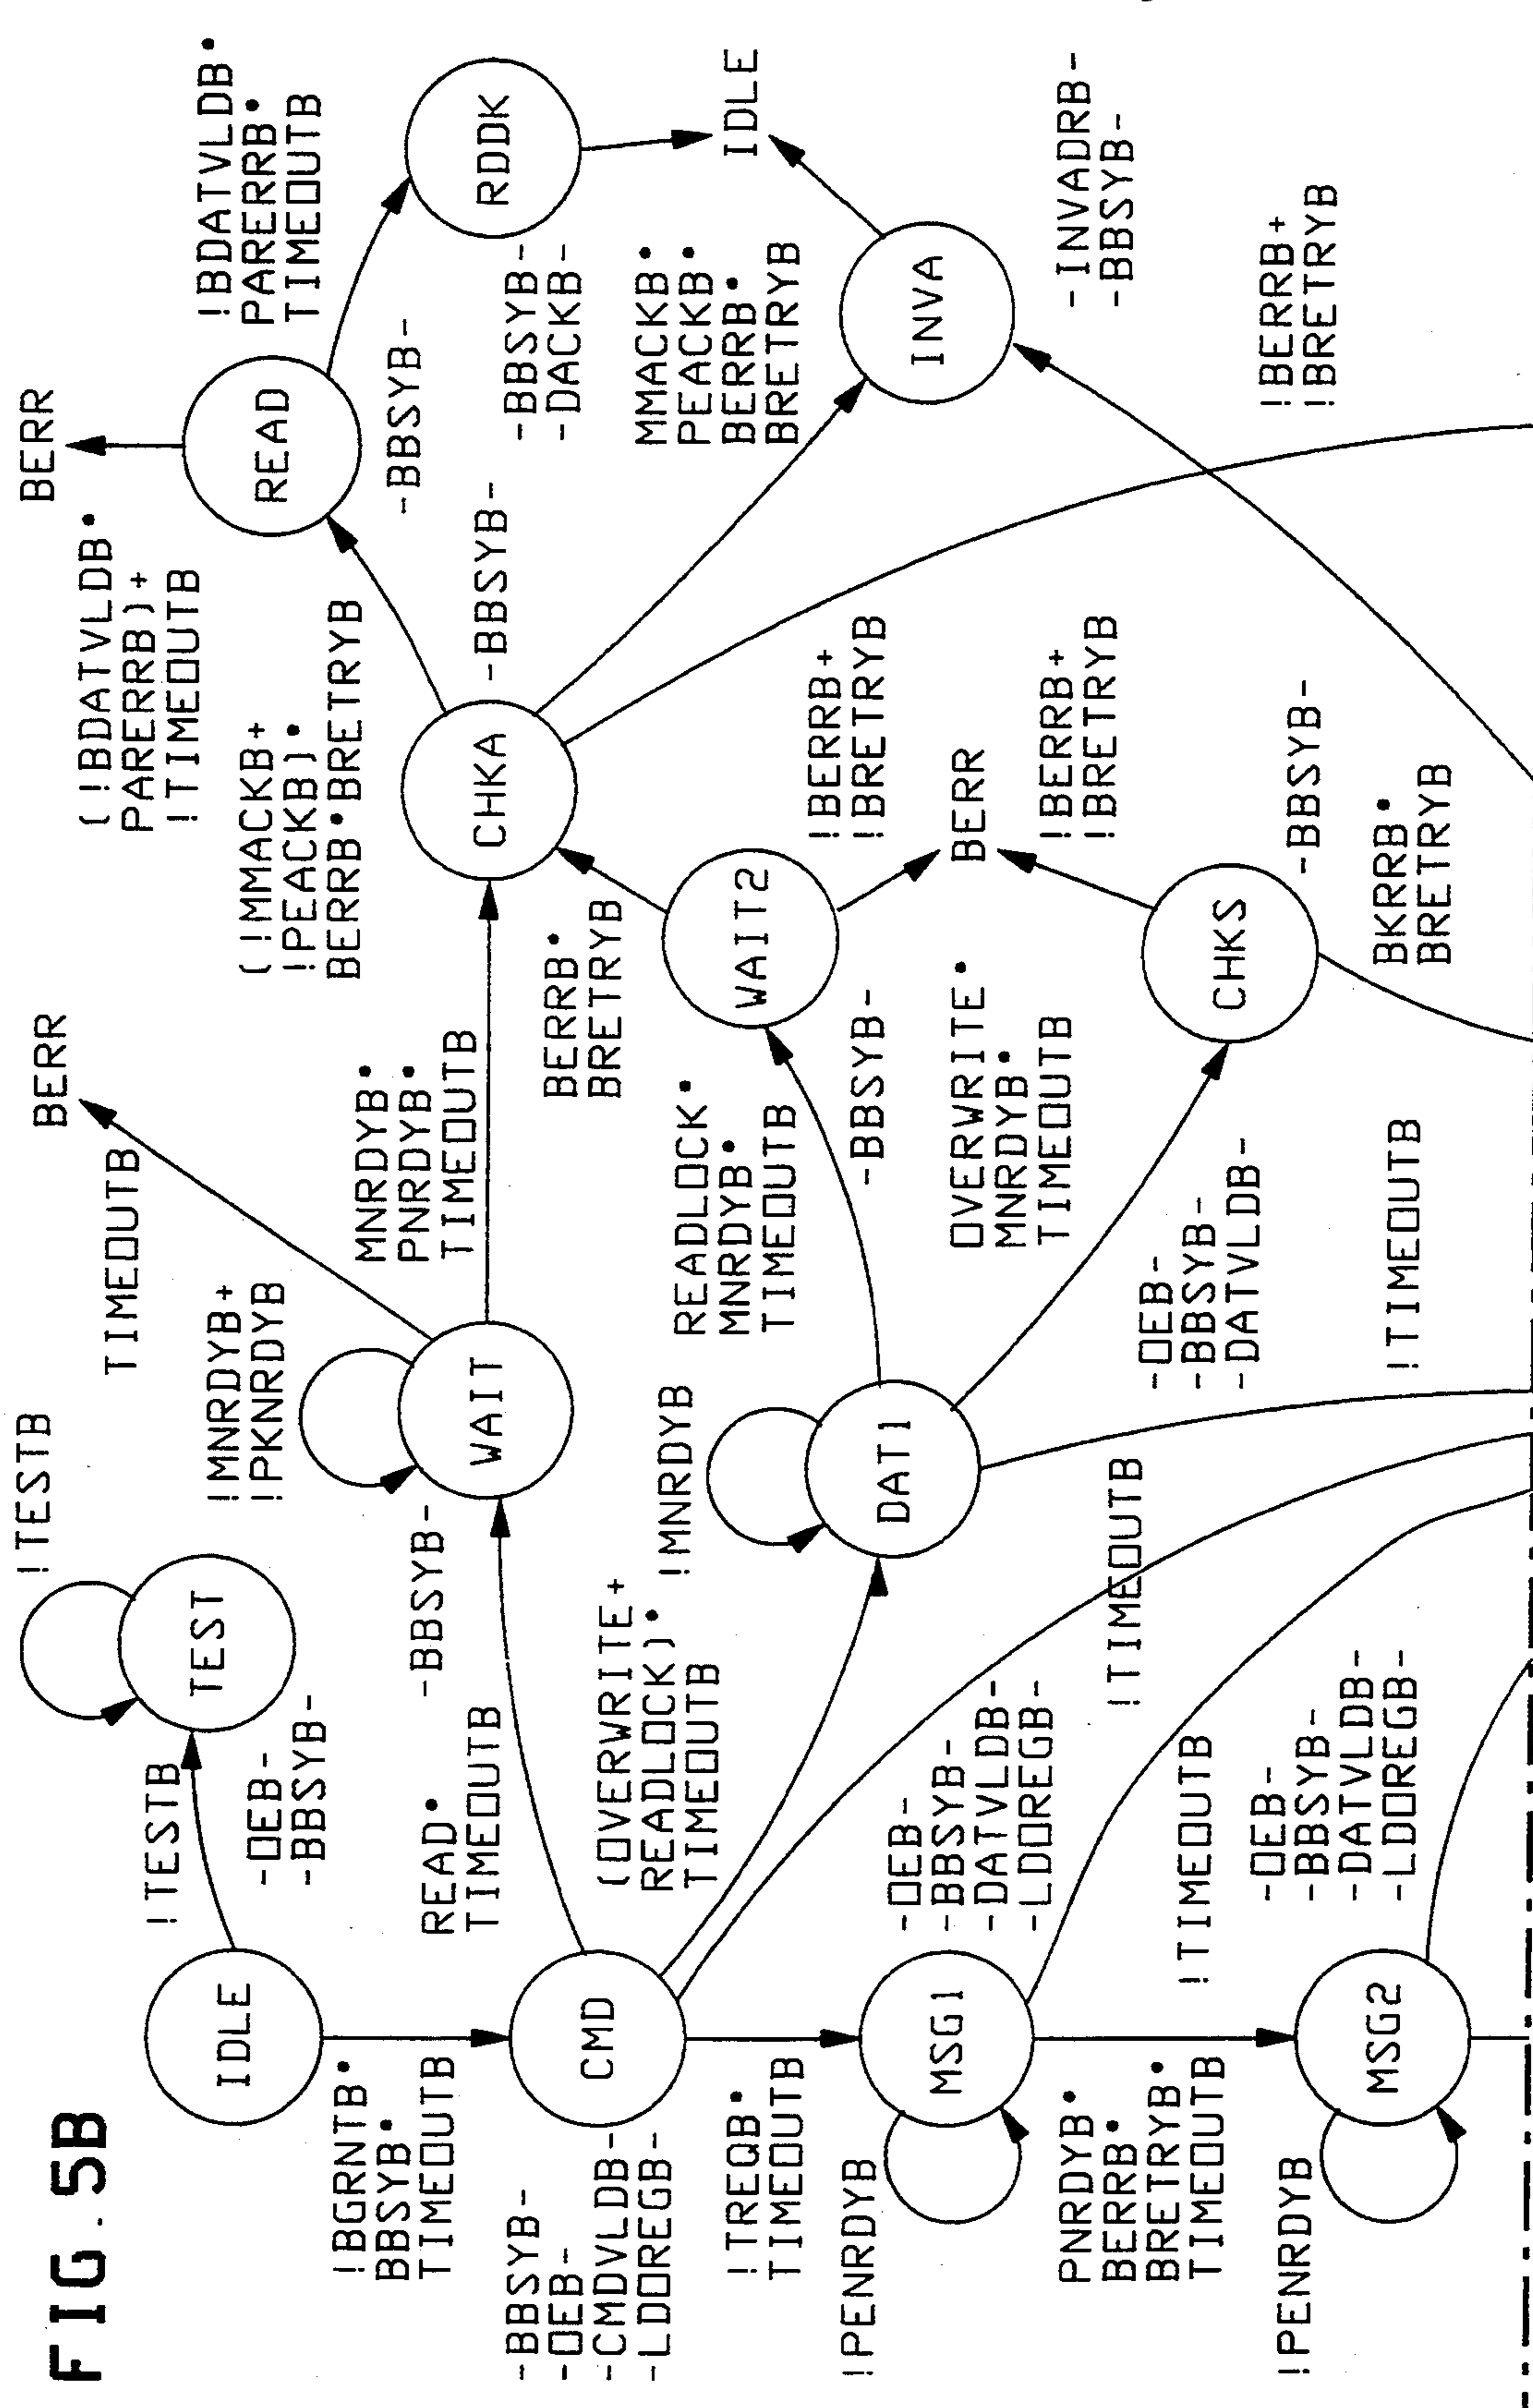 FIG. 5B
!TESTB
BERR
BERR
TIMEOUTB
(!BDATVLDB•
PARERRB)+
!TIMEOUTB
!BDATVLDB•
PARERRB•
TIMEOUTB
IDLE
!TESTB
TEST
-OEB-
-BBSYB-
!MNRDYB+
!PKNRDYB
READ
RDDK
(!MMACKB+
!PEACKB)•
BERRB•BRETRYB
-BBSYB-
!BGRNTB•
BBSYB•
TIMEOUTB
READ•
TIMEOUTB
-BBSYB-
WAIT
MNRDYB•
PNRDYB•
TIMEOUTB
CHKA
-BBSYB-
-BBSYB-
-DACKB-
IDLE
-BBSYB-
-OEB-
-CMDVLDB-
-LDOREGB-
CMD
(OVERWRITE+
READLOCK)•
TIMEOUTB
!MNRDYB
BERRB•
BRETRYB
MMACKB•
PEACKB•
BERRB•
BRETRYB
!TREQB•
TIMEOUTB
READLOCK•
MNRDYB•
TIMEOUTB
WAIT2
!BERRB+
!BRETRYB
INVA
!PENRDYB
MSG1
-OEB-
-BBSYB-
-DATVLDB-
-LDOREGB-
DAT1
-BBSYB-
OVERWRITE•
MNRDYB•
TIMEOUTB
BERR
-INVADRB-
-BBSYB-
PNRDYB•
BERRB•
BRETRYB•
TIMEOUTB
!TIMEOUTB
!TIMEOUTB
-OEB-
-BBSYB-
-DATVLDB-
!BERRB+
!BRETRYB
CHKS
-BBSYB-
!BERRB+
!BRETRYB
!PENRDYB
MSG2
-OEB-
-BBSYB-
-DATVLDB-
-LDOREGB-
!TIMEOUTB
BKRRB•
BRETRYB